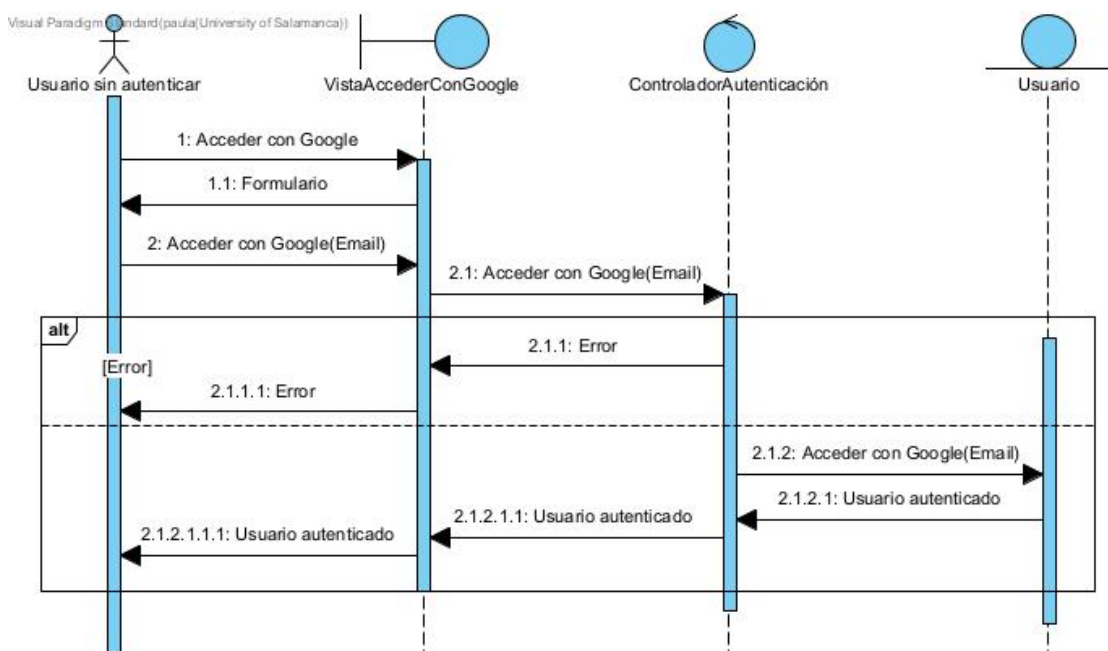 Visual Paradigm Standard(paula(University of Salamanca))
Usuario sin autenticar
VistaAccederConGoogle
ControladorAutenticación
Usuario
1: Acceder con Google
1.1: Formulario
2: Acceder con Google(Email)
2.1: Acceder con Google(Email)
alt
2.1.1: Error
[Error]
2.1.1.1: Error
2.1.2: Acceder con Google(Email)
2.1.2.1: Usuario autenticado
2.1.2.1.1: Usuario autenticado
2.1.2.1.1.1: Usuario autenticado